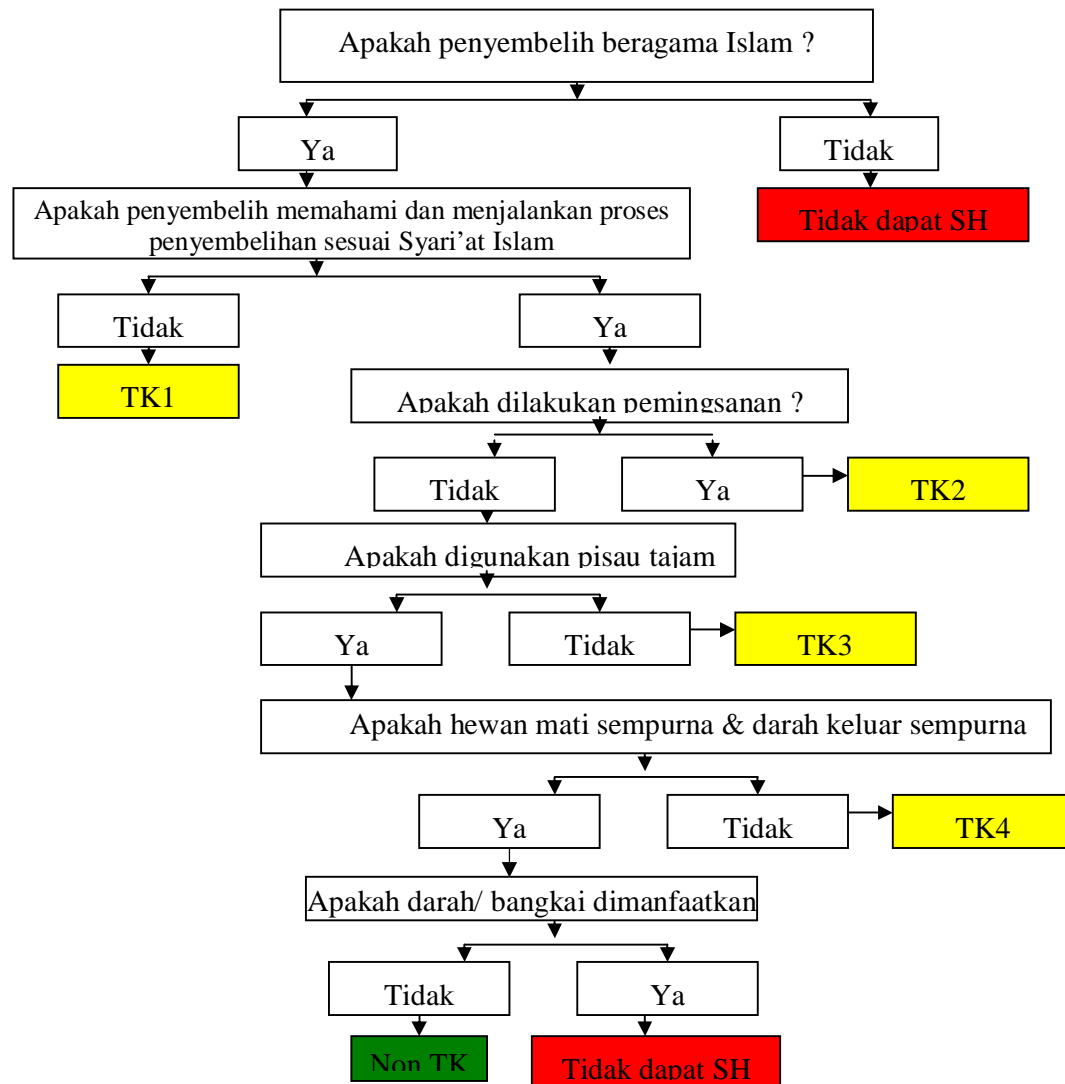 Apakah penyembelih beragama Islam ?
Ya
Tidak
Apakah penyembelih memahami dan menjalankan proses
penyembelihan sesuai Syari'at Islam
Tidak dapat SH
Tidak
Ya
TK1
Apakah dilakukan pemingsanan ?
Tidak
Ya
TK2
Apakah digunakan pisau tajam
Ya
Tidak
TK3
Apakah hewan mati sempurna & darah keluar sempurna
Ya
Tidak
TK4
Apakah darah/ bangkai dimanfaatkan
Tidak
Ya
Non TK
Tidak dapat SH